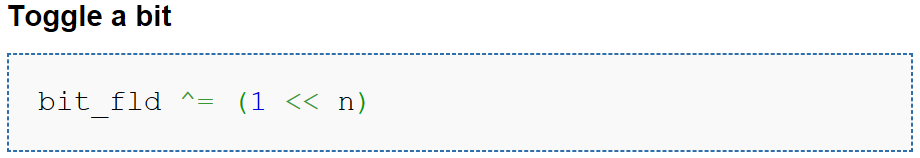 Toggle a bit
bit_fld ^= (1 << n)